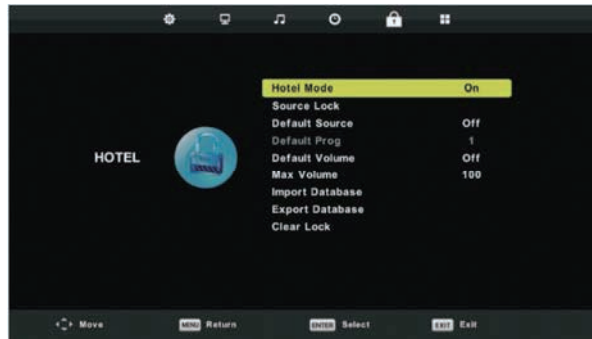 Hotel Mode On
Source Lock
Default Source Off
Default Prog 1
HOTEL
Default Volume Off
Max Volume 100
Import Database
Export Database
Clear Lock
Move MENU Return ENTER Select EXIT Exit